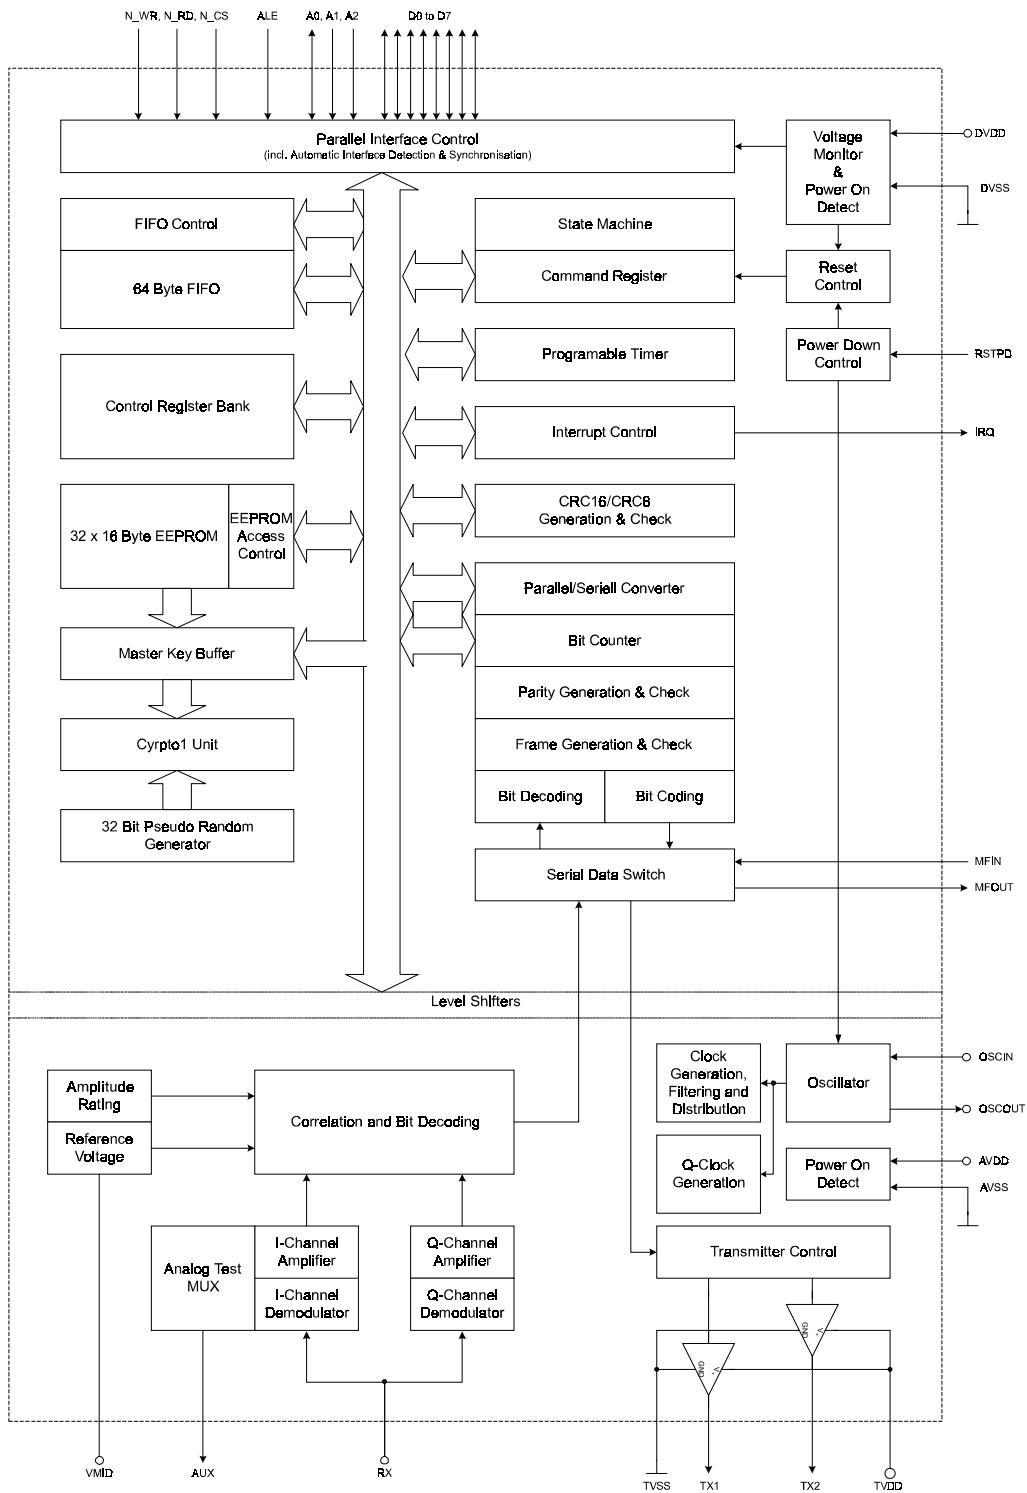 N_WR, N_RD, N_CS
ALE
A0, A1, A2
D0 to D7
Parallel Interface Control
(incl. Automatic Interface Detection & Synchronisation)
Voltage
Monitor
&
Power On
Detect
DVDD
DVSS
FIFO Control
64 Byte FIFO
State Machine
Command Register
Reset
Control
Programable Timer
Power Down
Control
RSTPD
Control Register Bank
Interrupt Control
IRQ
32 x 16 Byte EEPROM
EEPROM
Access
Control
CRC16/CRC8
Generation & Check
Parallel/Seriell Converter
Bit Counter
Master Key Buffer
Parity Generation & Check
Cyrpto1 Unit
Frame Generation & Check
Bit Decoding
Bit Coding
32 Bit Pseudo Random
Generator
Serial Data Switch
MFIN
MFOUT
Level Shifters
Amplitude
Rating
Reference
Voltage
Correlation and Bit Decoding
Clock
Generation,
Filtering and
Distribution
Oscillator
OSCIN
OSCOUT
Q-Clock
Generation
Power On
Detect
AVDD
AVSS
Analog Test
MUX
I-Channel
Amplifier
I-Channel
Demodulator
Q-Channel
Amplifier
Q-Channel
Demodulator
Transmitter Control
GND
V+
GND
V+
VMID
AUX
RX
TVSS
TX1
TX2
TVDD